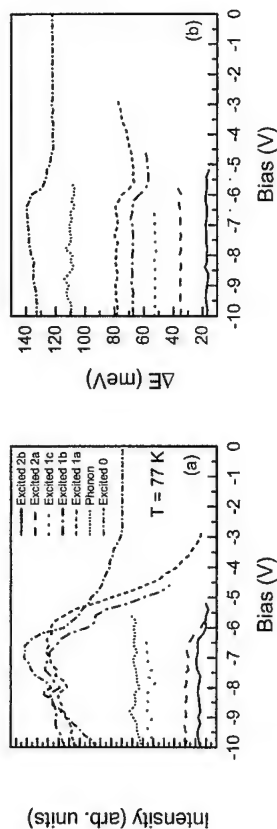 Intensity (arb. units)
Excited 2b
Excited 2a
Excited 1c
Excited 1b
Excited 1a
Phonon
Excited 0
T = 77 K
(a)
-10 -9 -8 -7 -6 -5 -4 -3 -2 -1 0
Bias (V)
ΔE (meV)
140
120
100
80
60
40
20
(b)
-10 -9 -8 -7 -6 -5 -4 -3 -2 -1 0
Bias (V)